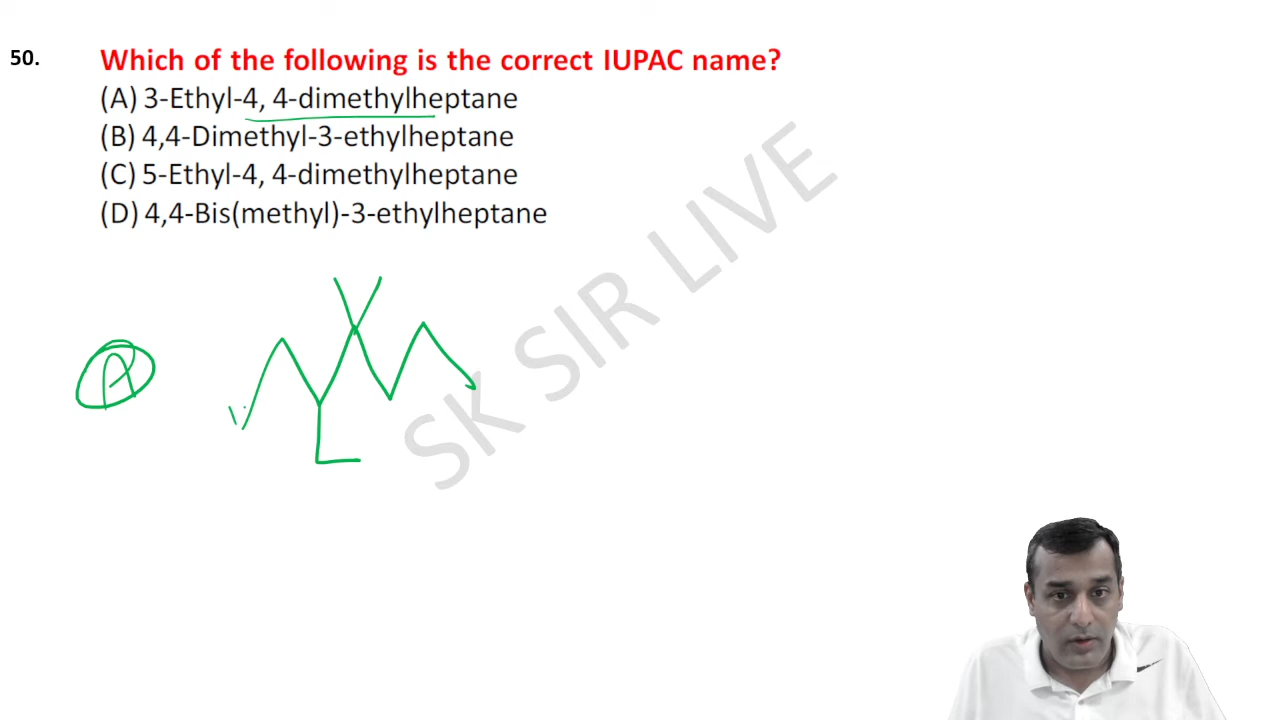 50. Which of the following is the correct IUPAC name?
(A) 3-Ethyl-4, 4-dimethylheptane
(B) 4,4-Dimethyl-3-ethylheptane
(C) 5-Ethyl-4, 4-dimethylheptane
(D) 4,4-Bis(methyl)-3-ethylheptane
SK SIR LIVE
A